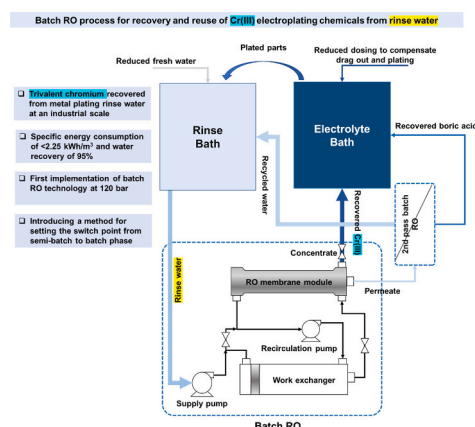 Batch RO process for recovery and reuse of Cr(III) electroplating chemicals from rinse water
Plated parts
Reduced fresh water
Reduced dosing to compensate
drag out and plating
❑ Trivalent chromium recovered
from metal plating rinse water
at an industrial scale
❑ Specific energy consumption
of <2.25 kWh/m³ and water
recovery of 95%
❑ First implementation of batch
RO technology at 120 bar
❑ Introducing a method for
setting the switch point from
semi-batch to batch phase
Rinse
Bath
Electrolyte
Bath
Recovered boric acid
Recycled water
Recovered Cr(III)
2nd-pass batch
RO
Rinse water
Concentrate
RO membrane module
Permeate
Recirculation pump
Work exchanger
Supply pump
Batch RO